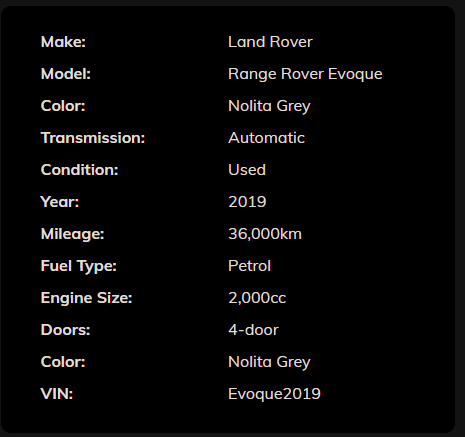 Make: Land Rover
Model: Range Rover Evoque
Color: Nolita Grey
Transmission: Automatic
Condition: Used
Year: 2019
Mileage: 36,000km
Fuel Type: Petrol
Engine Size: 2,000cc
Doors: 4-door
Color: Nolita Grey
VIN: Evoque2019